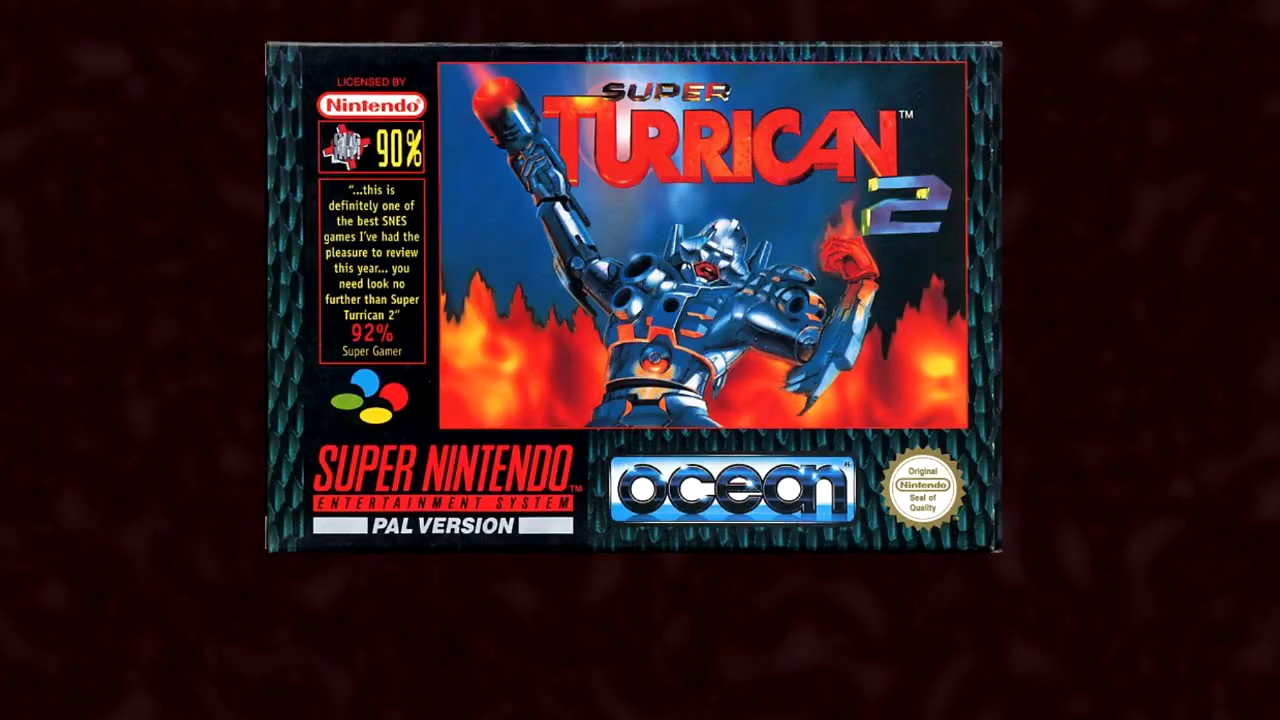 LICENSED BY
Nintendo
90%
"...this is
definitely one of
the best SNES
games I've had the
pleasure to review
this year... you
need look no
further than Super
Turrican 2"
92%
Super Gamer
SUPER
TURRICAN™
2
SUPER NINTENDO™
ENTERTAINMENT SYSTEM
PAL VERSION
ocean
Original
Nintendo
Seal of
Quality